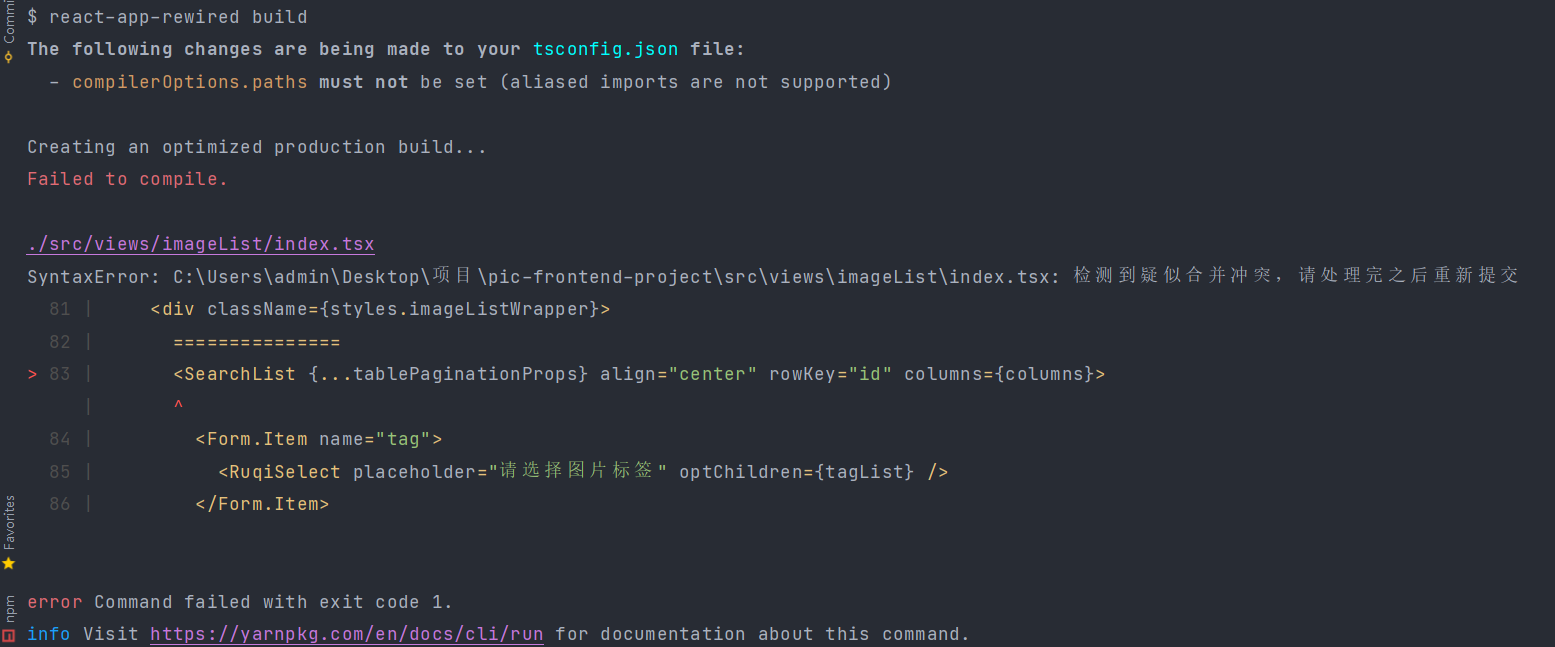 Commi
$ react-app-rewired build
The following changes are being made to your tsconfig.json file:
- compilerOptions.paths must not be set (aliased imports are not supported)
Creating an optimized production build...
Failed to compile.
./src/views/imageList/index.tsx
SyntaxError: C:\Users\admin\Desktop\项目\pic-frontend-project\src\views\imageList\index.tsx: 检测到疑似合并冲突，请处理完之后重新提交
81 |     <div className={styles.imageListWrapper}>
82 |       ===============
> 83 |       <SearchList {...tablePaginationProps} align="center" rowKey="id" columns={columns}>
|       ^
84 |         <Form.Item name="tag">
85 |           <RuqiSelect placeholder="请选择图片标签" optChildren={tagList} />
86 |         </Form.Item>
Favorites
npm
error Command failed with exit code 1.
info Visit https://yarnpkg.com/en/docs/cli/run for documentation about this command.